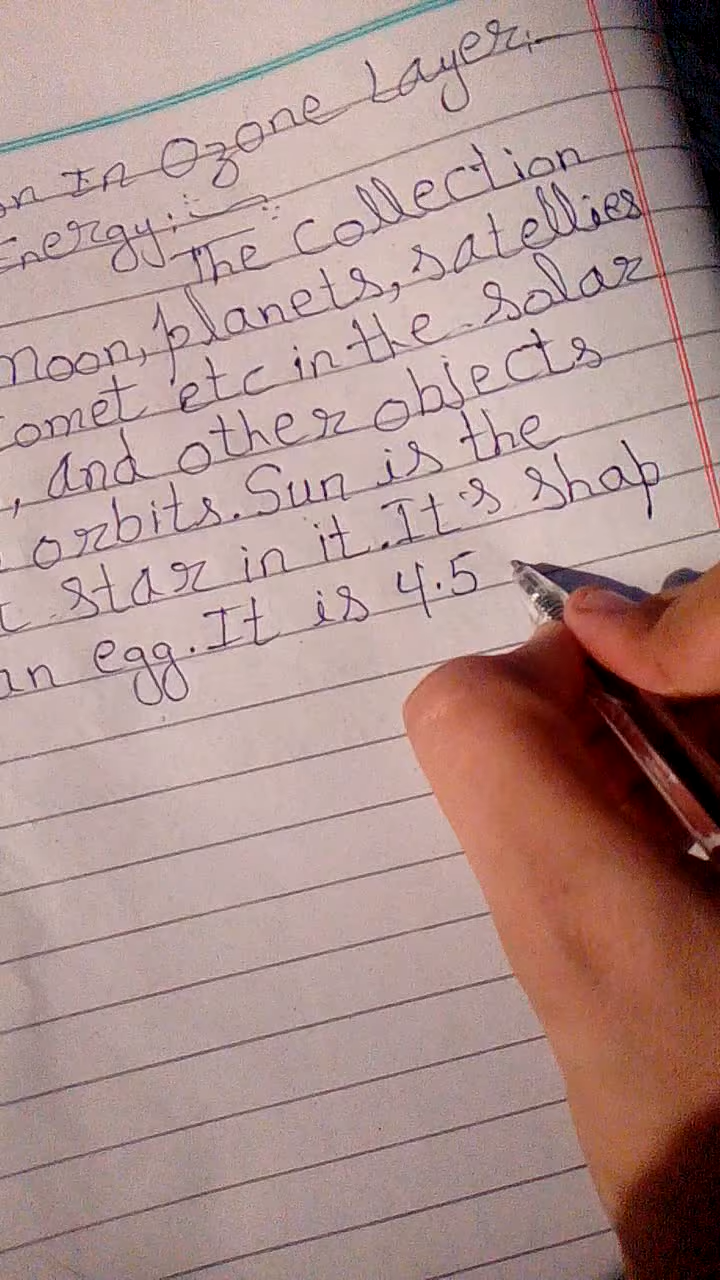 on In Ozone Layer:-
Energy:-
The collection
Moon, planets, satellies
omet etc in the solar
, and other objects
orbits. Sun is the
t star in it. It's shap
an egg. It is 4.5